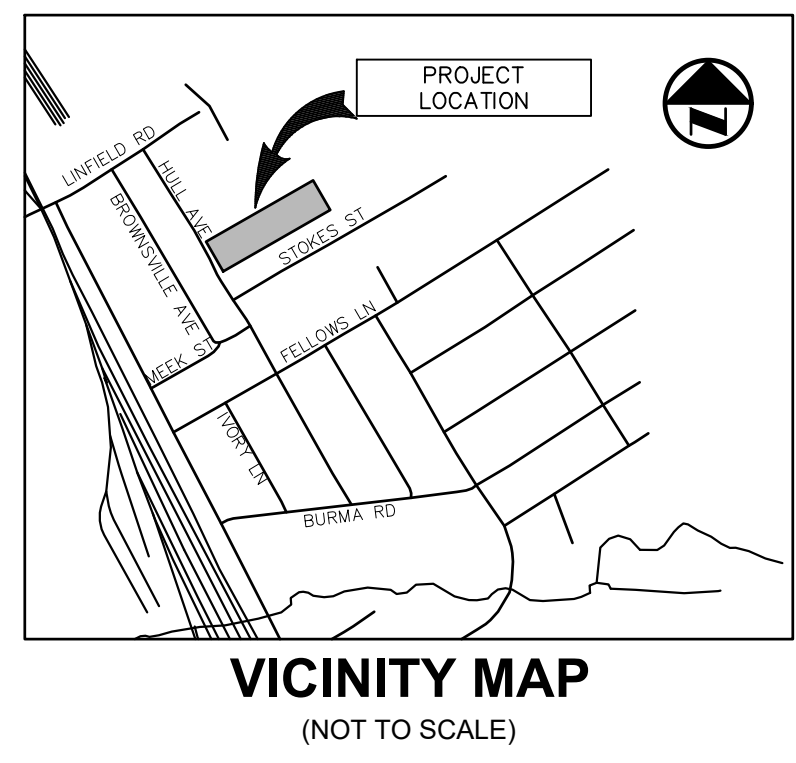 PROJECT
LOCATION
LINFIELD RD
HULL AVE
BROWNSVILLE AVE
STOKES ST
MEEK ST
FELLOWS LN
IVORY LN
BURMA RD
VICINITY MAP
(NOT TO SCALE)